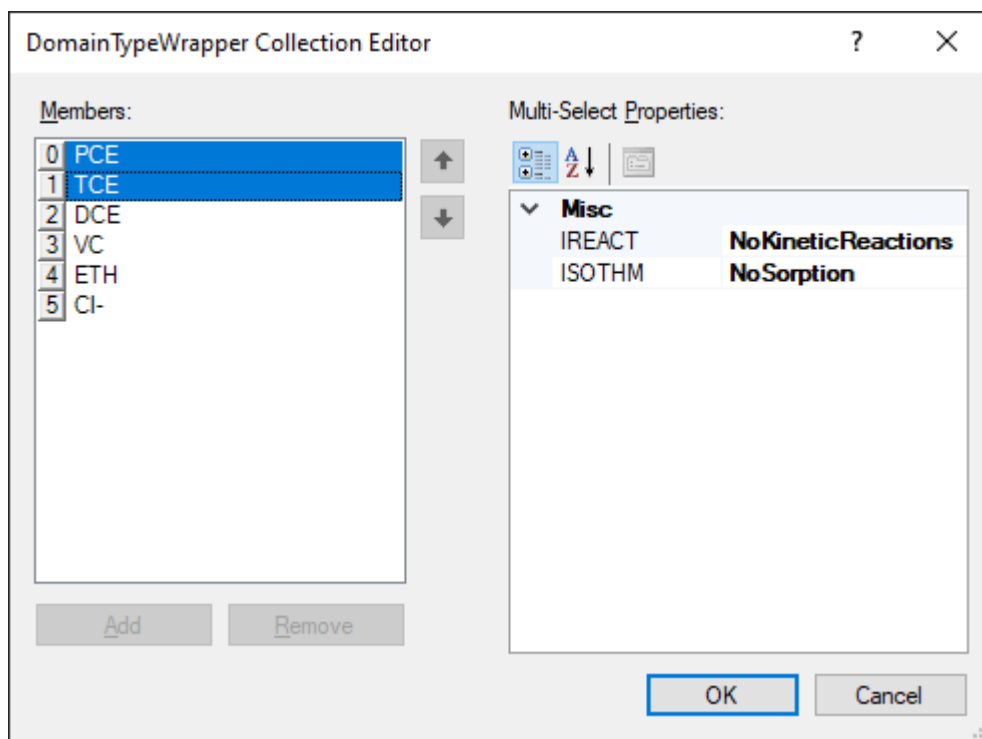 DomainTypeWrapper Collection Editor ?
Members:
0 PCE
1 TCE
2 DCE
3 VC
4 ETH
5 Cl-
Add Remove
Multi-Select Properties:
A
Z
Misc
IREACT NoKineticReactions
ISOTHM NoSorption
OK Cancel